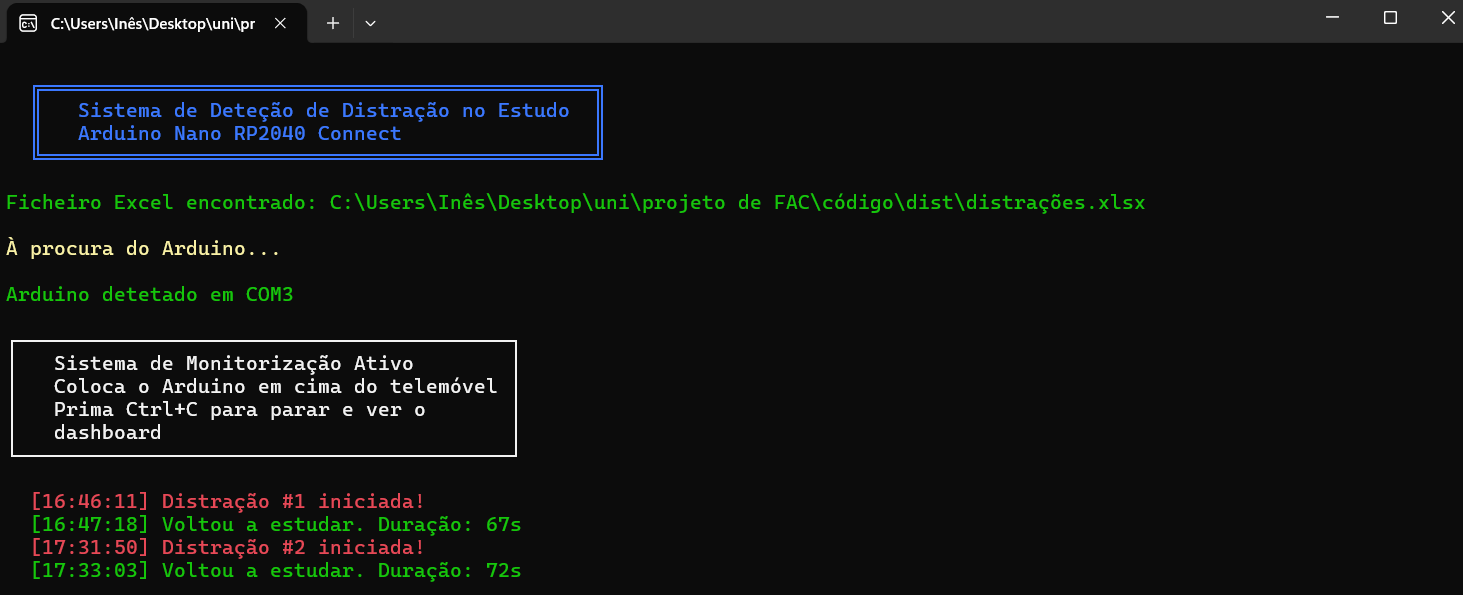 C:\Users\Inês\Desktop\uni\pr
Sistema de Deteção de Distração no Estudo
Arduino Nano RP2040 Connect
Ficheiro Excel encontrado: C:\Users\Inês\Desktop\uni\projeto de FAC\código\dist\distrações.xlsx
À procura do Arduino...
Arduino detetado em COM3
Sistema de Monitorização Ativo
Coloca o Arduino em cima do telemóvel
Prima Ctrl+C para parar e ver o
dashboard
[16:46:11] Distração #1 iniciada!
[16:47:18] Voltou a estudar. Duração: 67s
[17:31:50] Distração #2 iniciada!
[17:33:03] Voltou a estudar. Duração: 72s